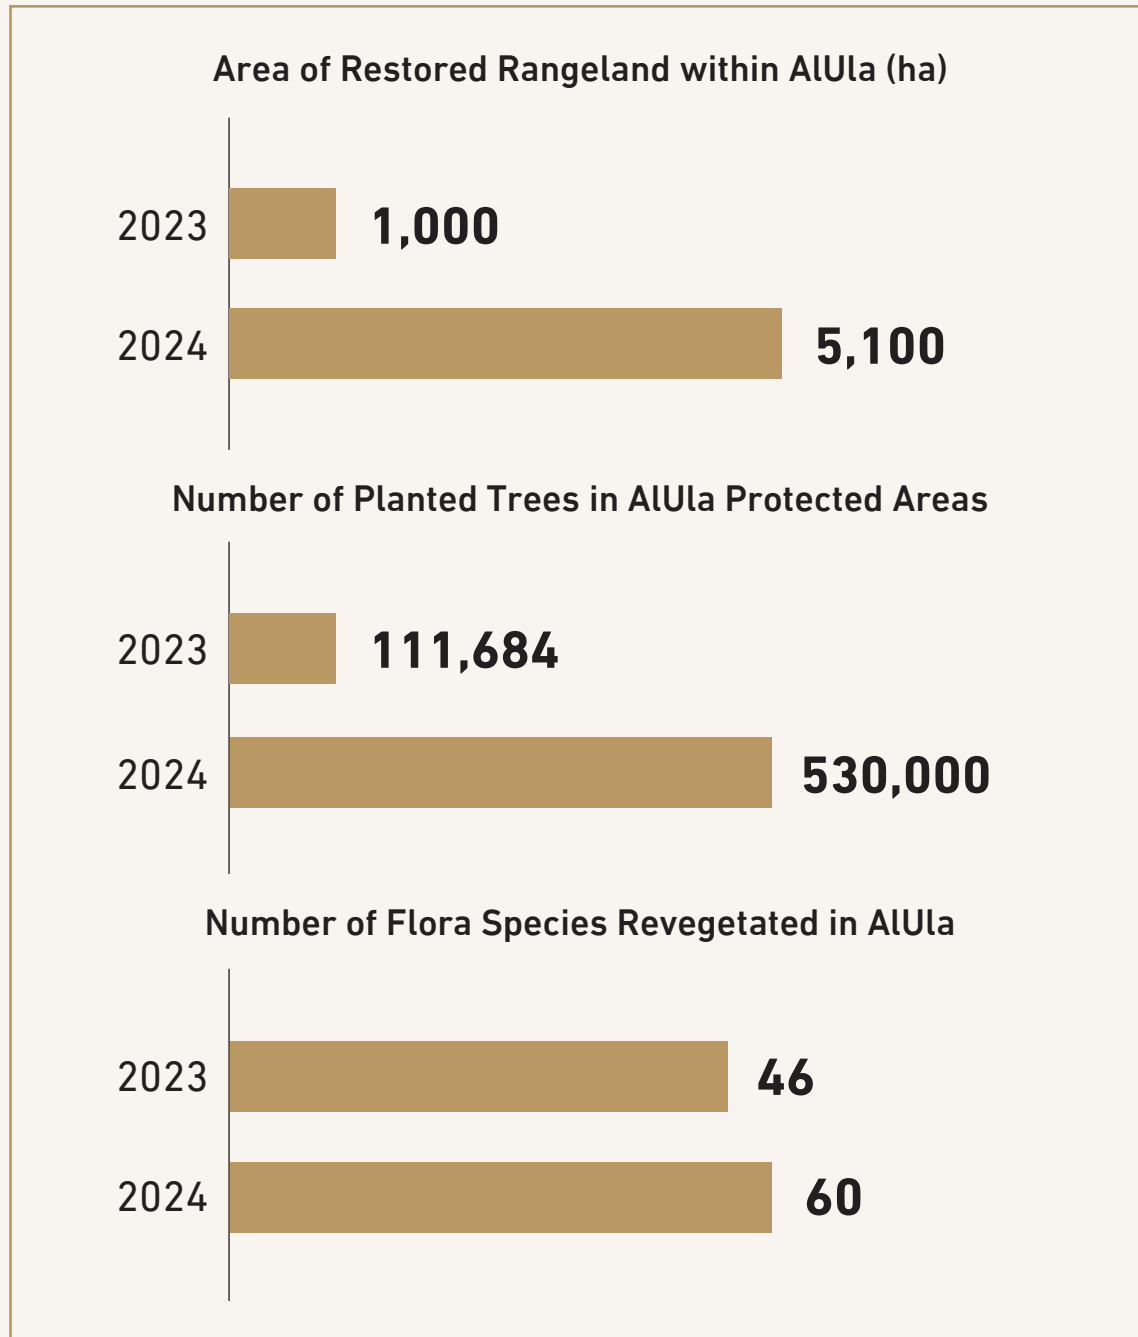 Area of Restored Rangeland within AlUla (ha)
2023 1,000
2024 5,100
Number of Planted Trees in AlUla Protected Areas
2023 111,684
2024 530,000
Number of Flora Species Revegetated in AlUla
2023 46
2024 60